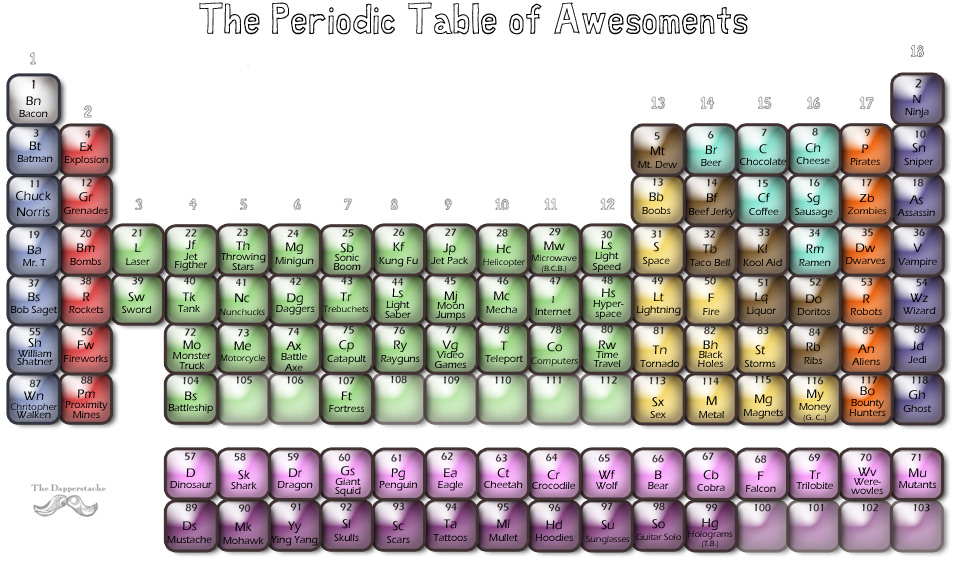 The Periodic Table of Awesoments
1 18
1 Bn Bacon 2 N Ninja
2 13 14 15 16 17
3 Bt Batman 4 Ex Explosion 5 Mt Mt. Dew 6 Br Beer 7 C Chocolate 8 Ch Cheese 9 P Pirates 10 Sn Sniper
11 Chuck Norris 12 Gr Grenades 13 Bb Boobs 14 Bf Beef Jerky 15 Cf Coffee 16 Sg Sausage 17 Zb Zombies 18 As Assassin
3 4 5 6 7 8 9 10 11 12
19 Ba Mr. T 20 Bm Bombs 21 L Laser 22 Jf Jet Figther 23 Th Throwing Stars 24 Mg Minigun 25 Sb Sonic Boom 26 Kf Kung Fu 27 Jp Jet Pack 28 Hc Helicopter 29 Mw Microwave (B.C.B.) 30 Ls Light Speed 31 S Space 32 Tb Taco Bell 33 K! Kool Aid 34 Rm Ramen 35 Dw Dwarves 36 V Vampire
37 Bs Bob Saget 38 R Rockets 39 Sw Sword 40 Tk Tank 41 Nc Nunchucks 42 Dg Daggers 43 Tr Trebuchets 44 Ls Light Saber 45 Mj Moon Jumps 46 Mc Mecha 47 I Internet 48 Hs Hyper-space 49 Lt Lightning 50 F Fire 51 Lq Liquor 52 Do Doritos 53 R Robots 54 Wz Wizard
55 Sh William Shatner 56 Fw Fireworks 72 Mo Monster Truck 73 Me Motorcycle 74 Ax Battle Axe 75 Cp Catapult 76 Ry Rayguns 77 Vg Video Games 78 T Teleport 79 Co Computers 80 Rw Time Travel 81 Tn Tornado 82 Bh Black Holes 83 St Storms 84 Rb Ribs 85 An Aliens 86 Jd Jedi
87 Wn Chritopher Walken 88 Pm Proximity Mines 104 Bs Battleship 105 106 107 Ft Fortress 108 109 110 111 112 113 Sx Sex 114 M Metal 115 Mg Magnets 116 My Money (G. C..) 117 Bo Bounty Hunters 118 Gh Ghost
57 D Dinosaur 58 Sk Shark 59 Dr Dragon 60 Gs Giant Squid 61 Pg Penguin 62 Ea Eagle 63 Ct Cheetah 64 Cr Crocodile 65 Wf Wolf 66 B Bear 67 Cb Cobra 68 F Falcon 69 Tr Trilobite 70 Wv Were-wovles 71 Mu Mutants
The Dapperstache
89 Ds Mustache 90 Mk Mohawk 91 Yy Ying Yang 92 Sl Skulls 93 Sc Scars 94 Ta Tattoos 95 Ml Mullet 96 Hd Hoodies 97 Su Sunglasses 98 So Guitar Solo 99 Hg Holograms (T.B.) 100 101 102 103